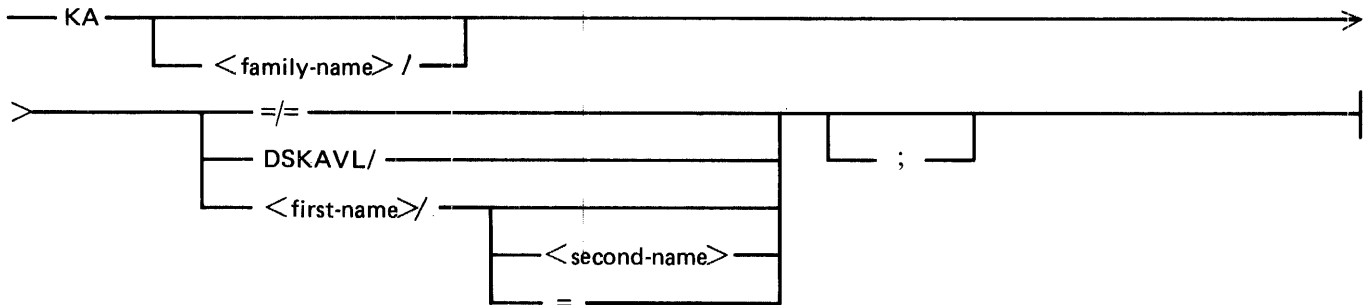 KA
<family-name> /
=/=
DSKAVL/
;
<first-name>/
<second-name>
=